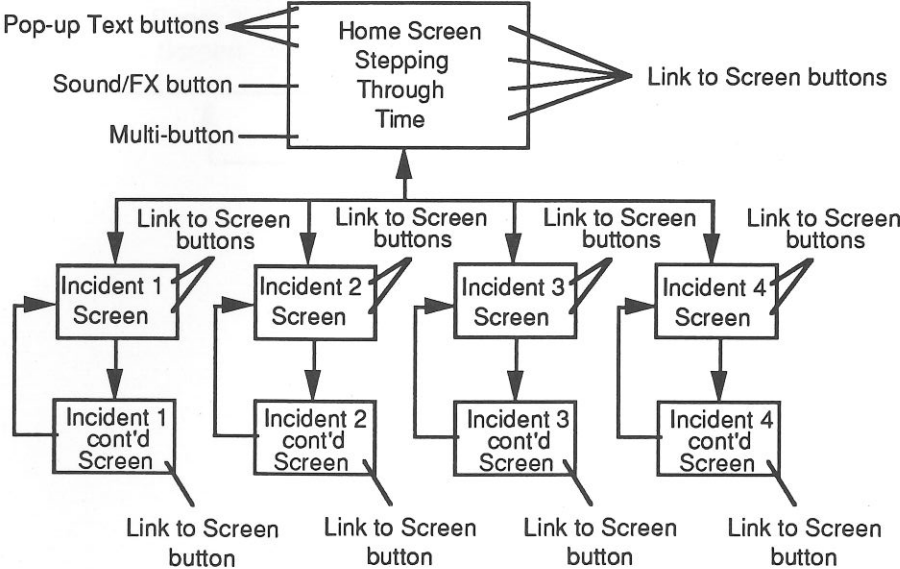 Pop-up Text buttons
Home Screen
Stepping
Through
Time
Sound/FX button
Multi-button
Link to Screen buttons
Link to Screen
buttons
Link to Screen
buttons
Link to Screen
buttons
Link to Screen
buttons
Incident 1
Screen
Incident 2
Screen
Incident 3
Screen
Incident 4
Screen
Incident 1
cont'd
Screen
Incident 2
cont'd
Screen
Incident 3
cont'd
Screen
Incident 4
cont'd
Screen
Link to Screen
button
Link to Screen
button
Link to Screen
button
Link to Screen
button